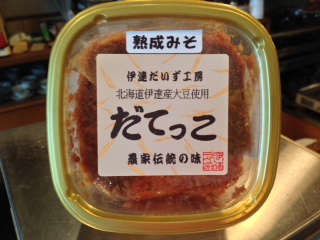 熟成みそ
伊達だいず工房
北海道伊達産大豆使用
だてっこ
農家伝統の味